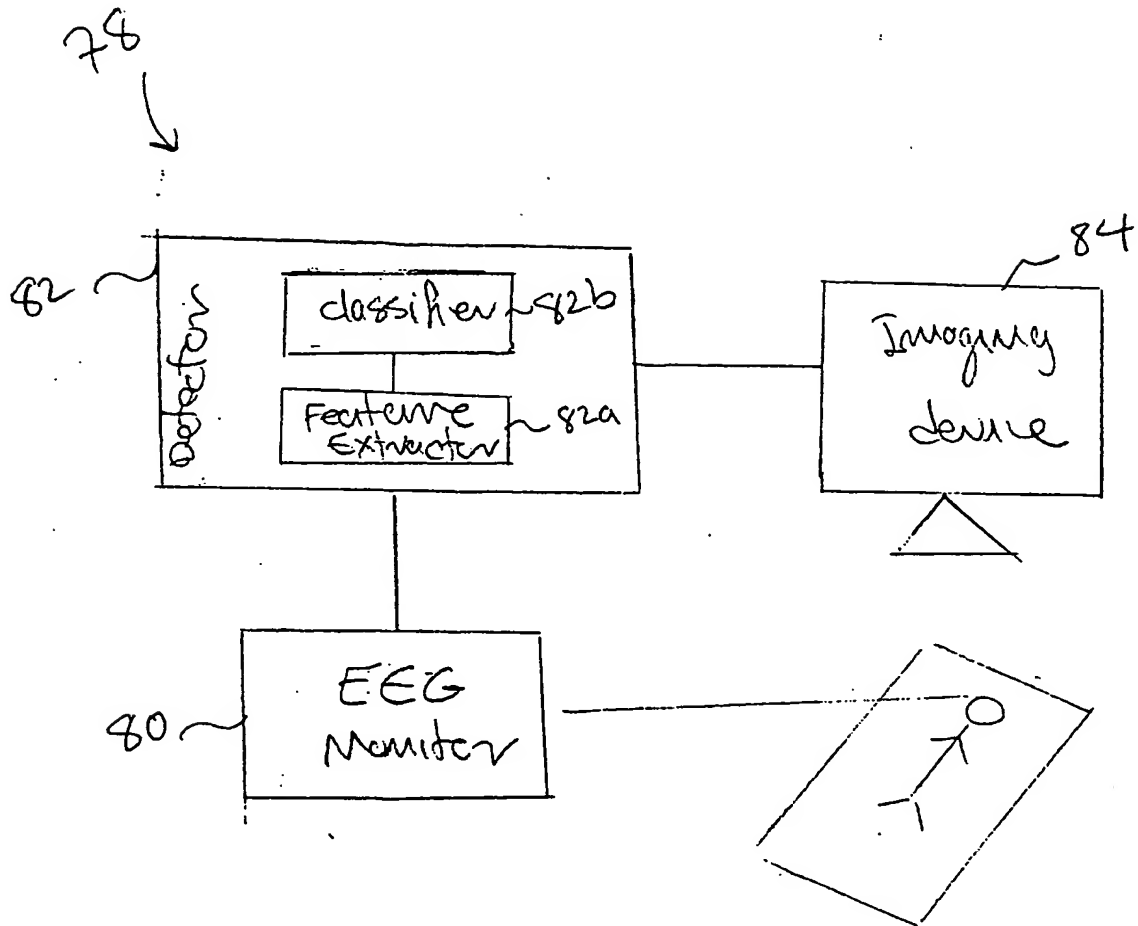 78
82
Detector
classifier
82b
Feature
Extractor
82a
84
Imaging
device
80
EEG
Monitor